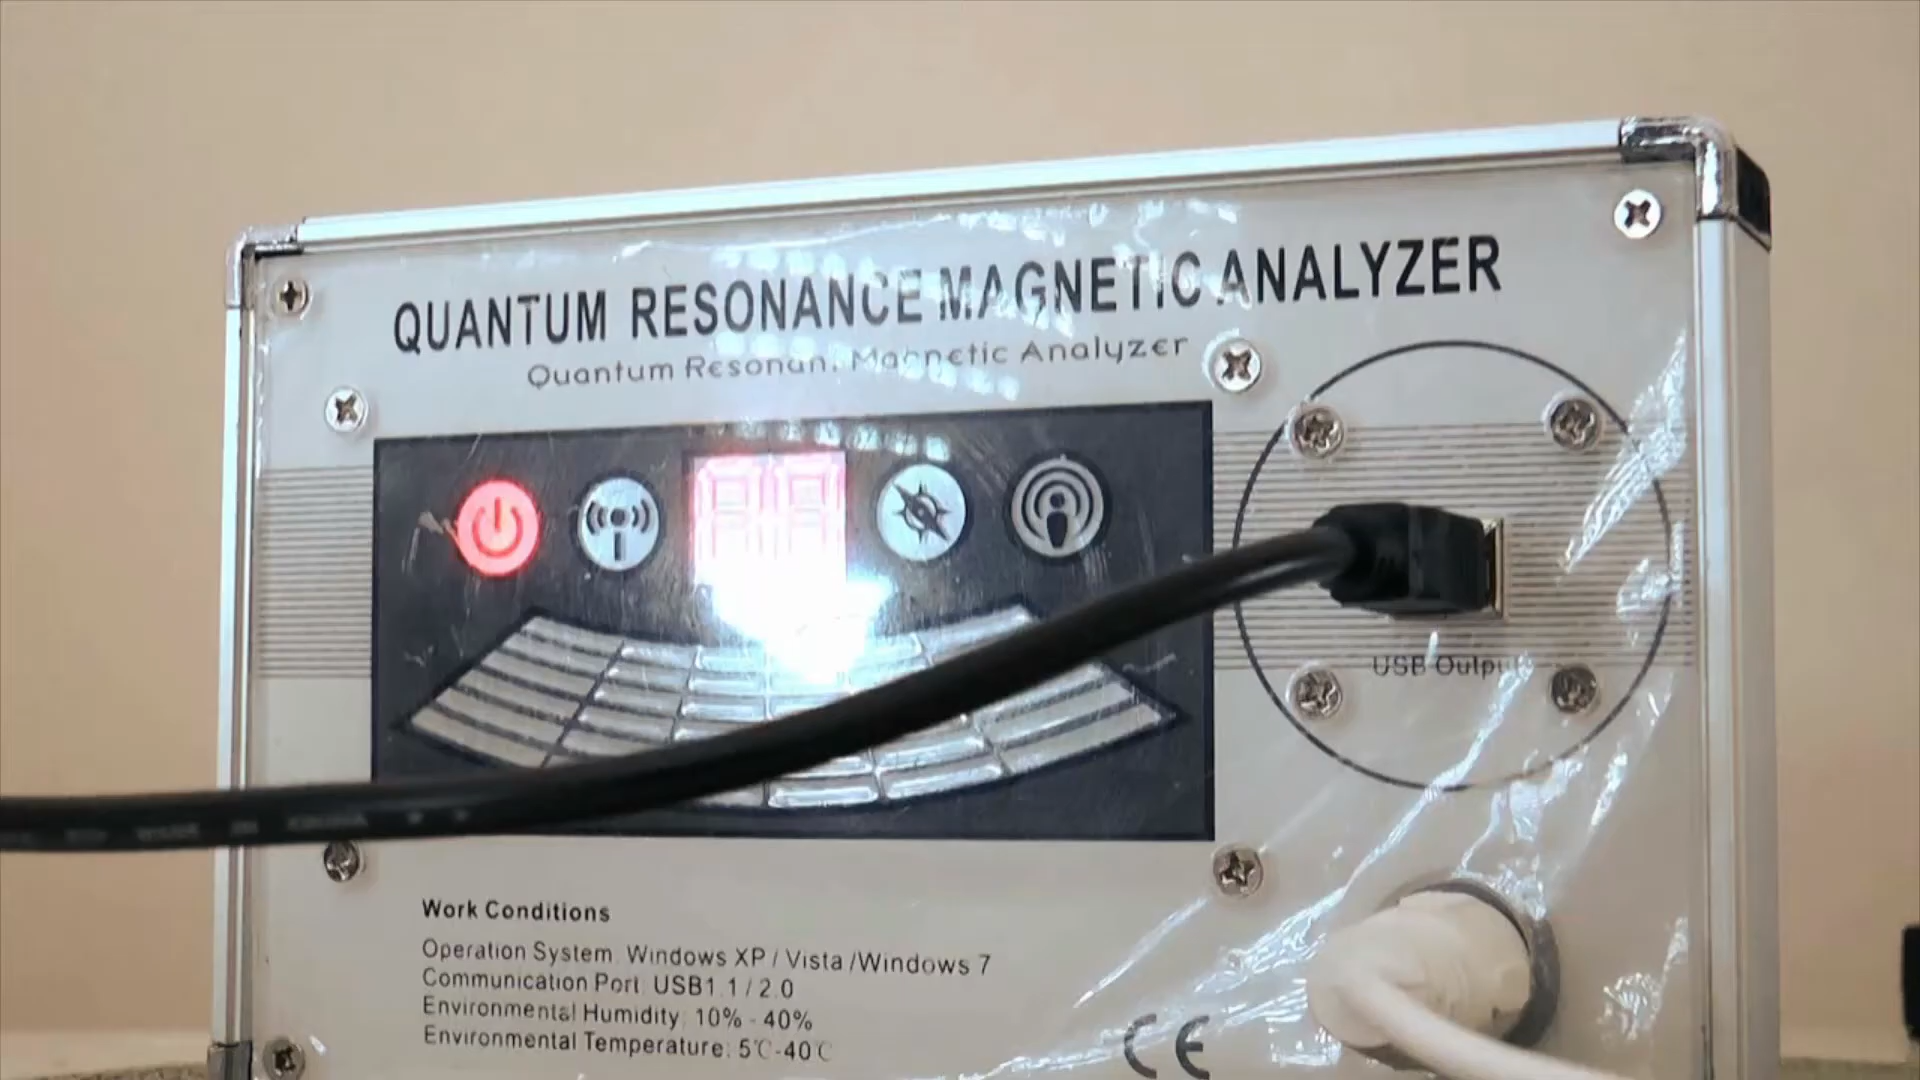 QUANTUM RESONANCE MAGNETIC ANALYZER
Quantum Resonan. Magnetic Analyzer
USB Output
Work Conditions
Operation System: Windows XP / Vista /Windows 7
Communication Port: USB1.1 / 2.0
Environmental Humidity: 10% - 40%
Environmental Temperature: 5℃-40℃
CE